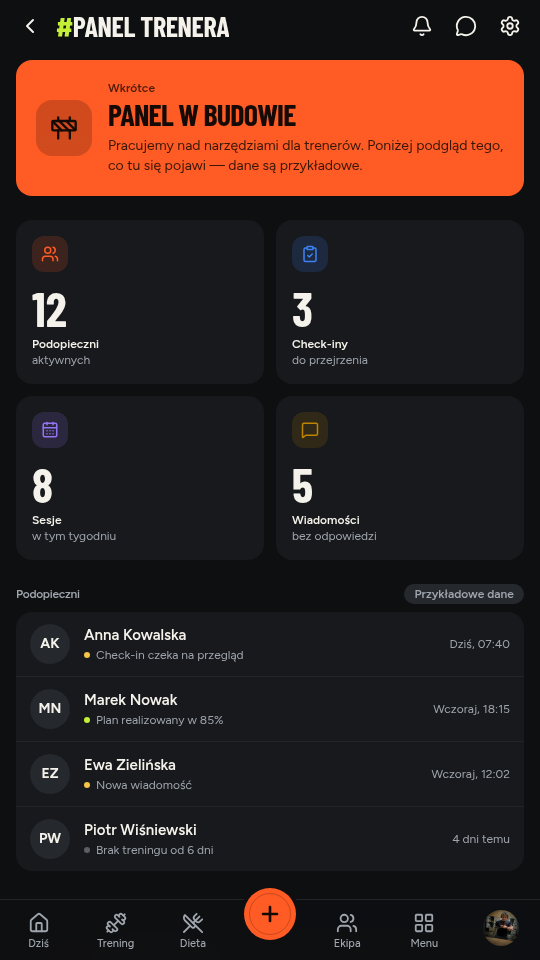 #PANEL TRENERA
Wkrótce
PANEL W BUDOWIE
Pracujemy nad narzędziami dla trenerów. Poniżej podgląd tego,
co tu się pojawi — dane są przykładowe.
12
Podopieczni
aktywnych
3
Check-iny
do przejrzenia
8
Sesje
w tym tygodniu
5
Wiadomości
bez odpowiedzi
Podopieczni
Przykładowe dane
AK
Anna Kowalska
Check-in czeka na przegląd
Dziś, 07:40
MN
Marek Nowak
Plan realizowany w 85%
Wczoraj, 18:15
EZ
Ewa Zielińska
Nowa wiadomość
Wczoraj, 12:02
PW
Piotr Wiśniewski
Brak treningu od 6 dni
4 dni temu
Dziś
Trening
Dieta
Ekipa
Menu